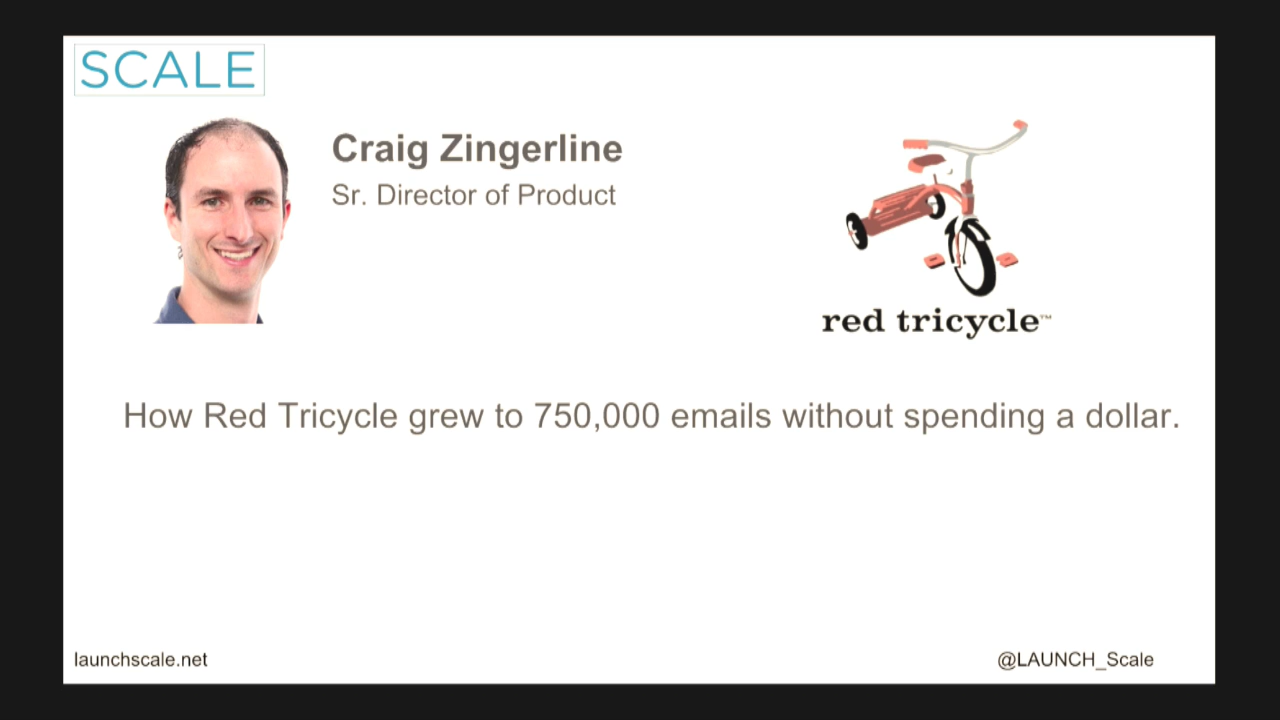 SCALE
Craig Zingerline
Sr. Director of Product
red tricycle™
How Red Tricycle grew to 750,000 emails without spending a dollar.
launchscale.net
@LAUNCH_Scale